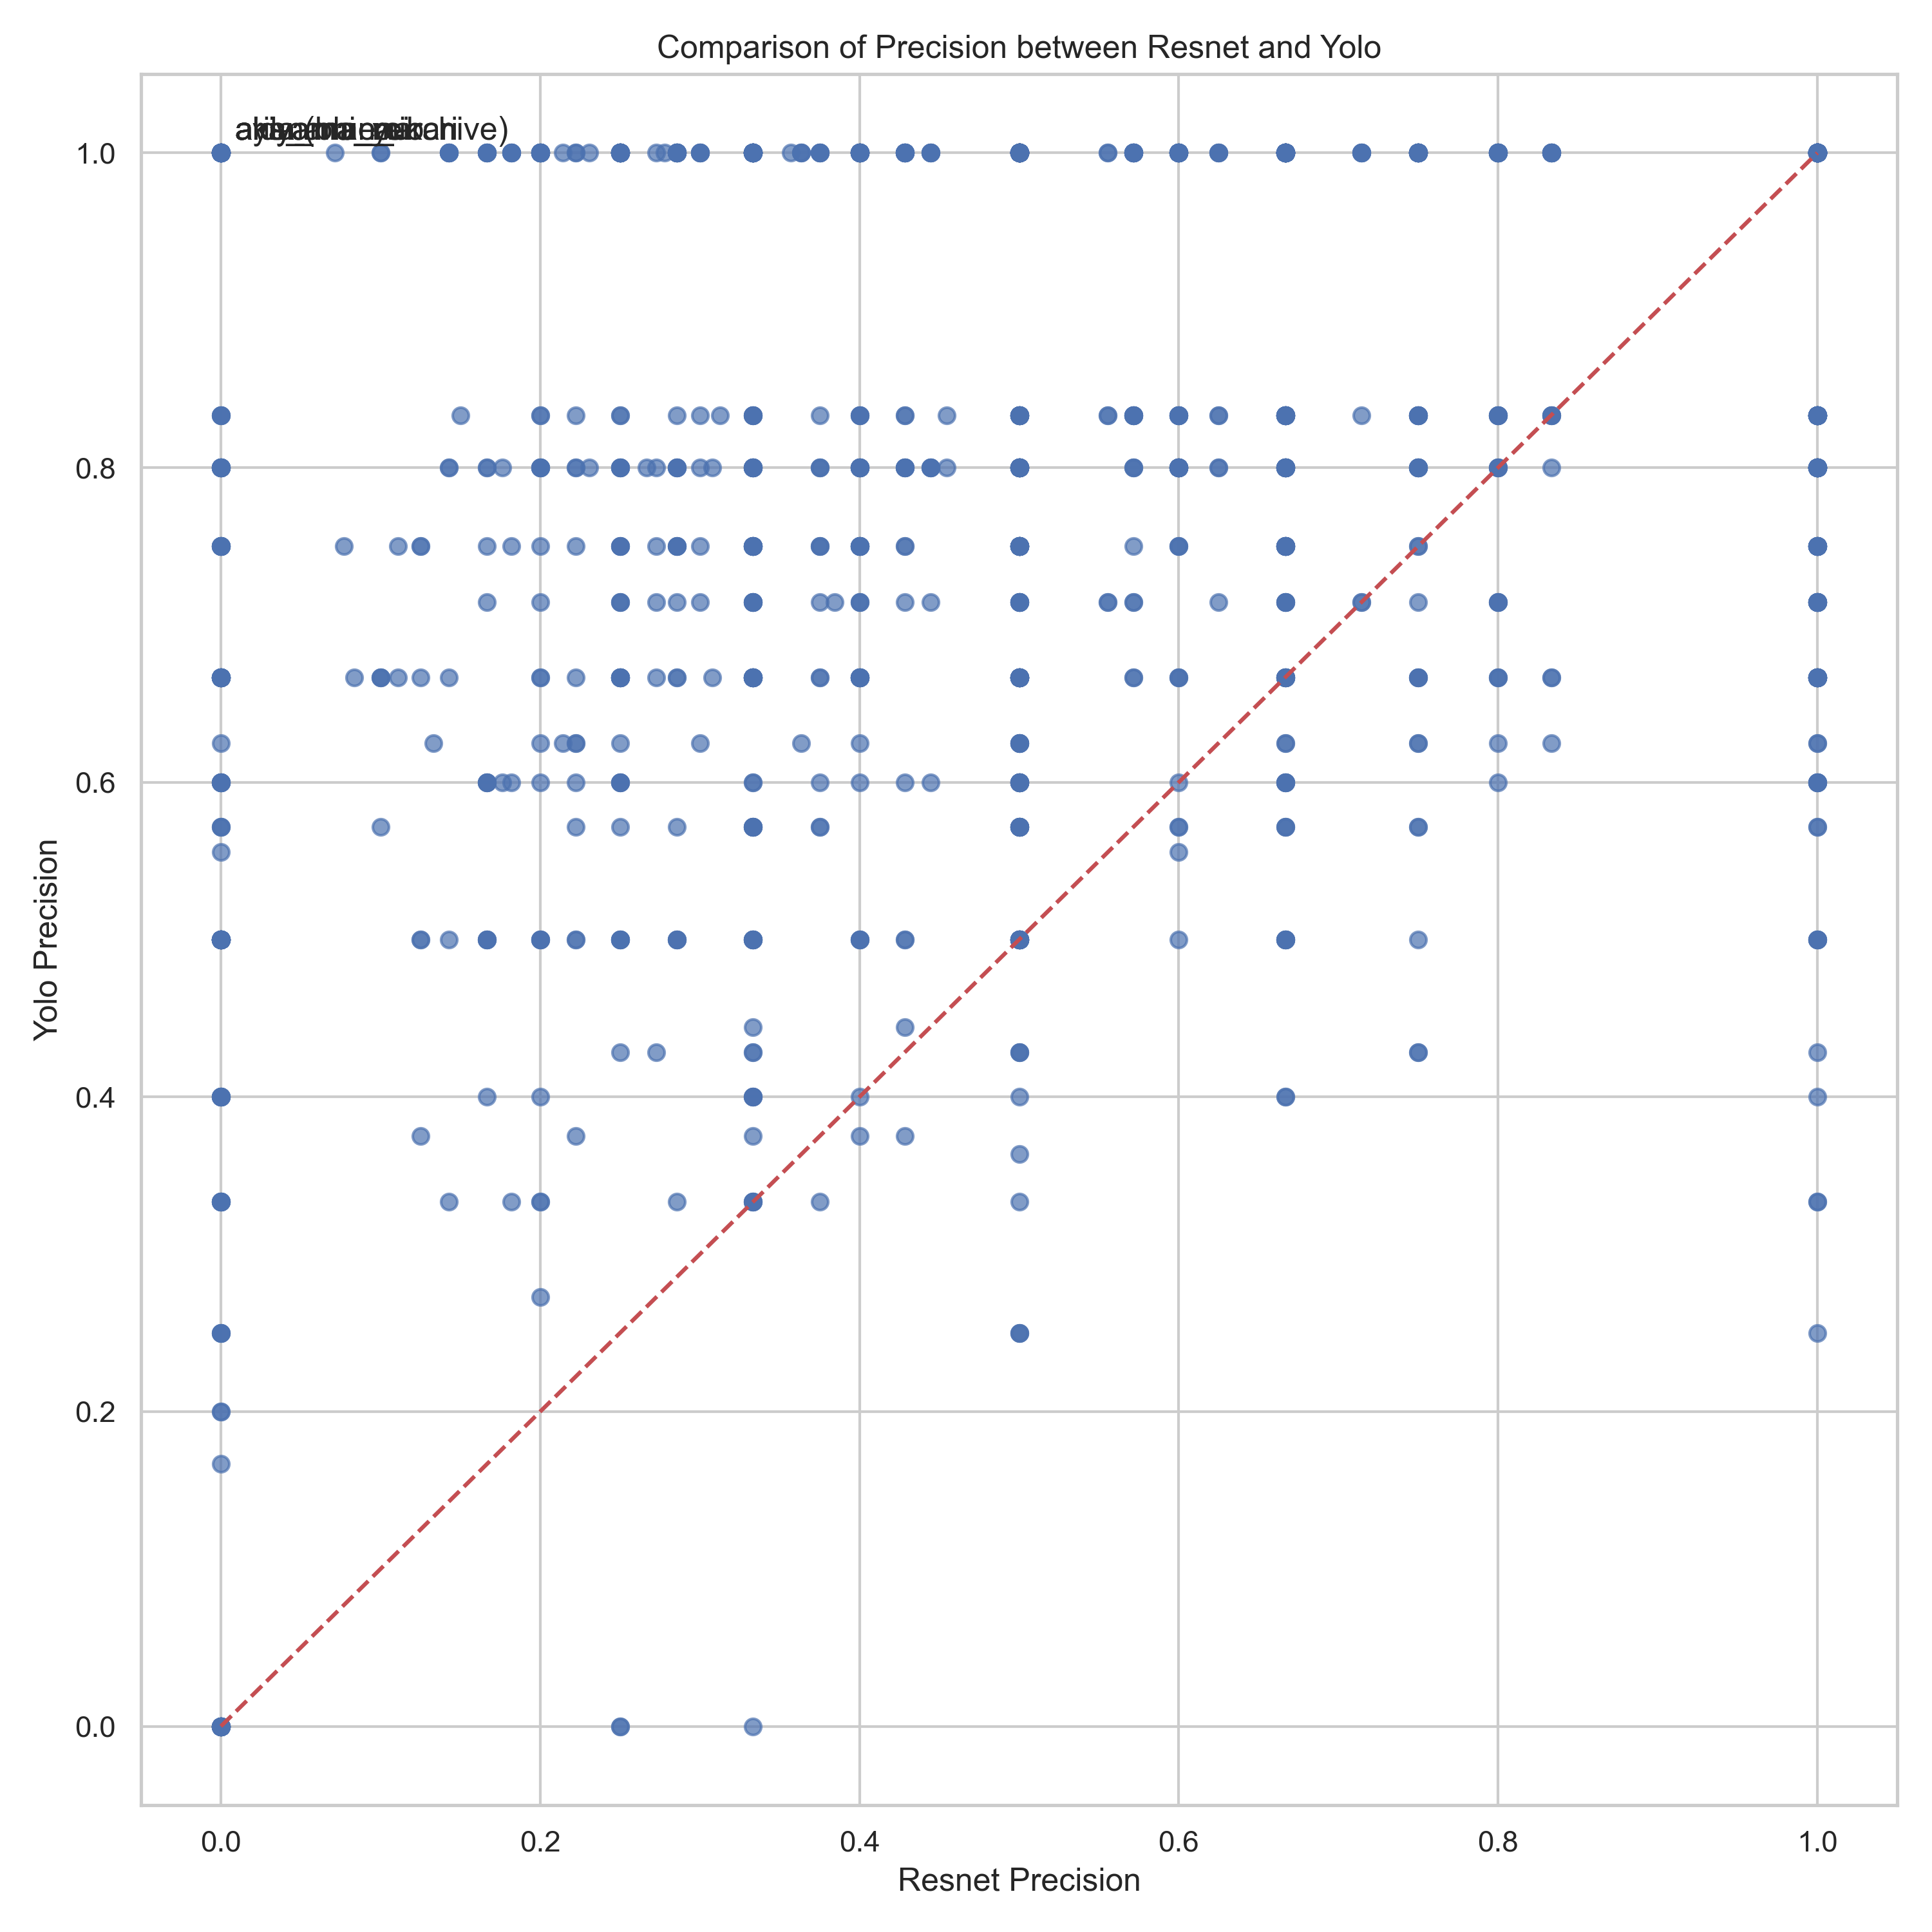 Comparison of Precision between Resnet and Yolo
1.0
0.8
0.6
0.4
0.2
0.0
Yolo Precision
0.0 0.2 0.4 0.6 0.8 1.0
Resnet Precision